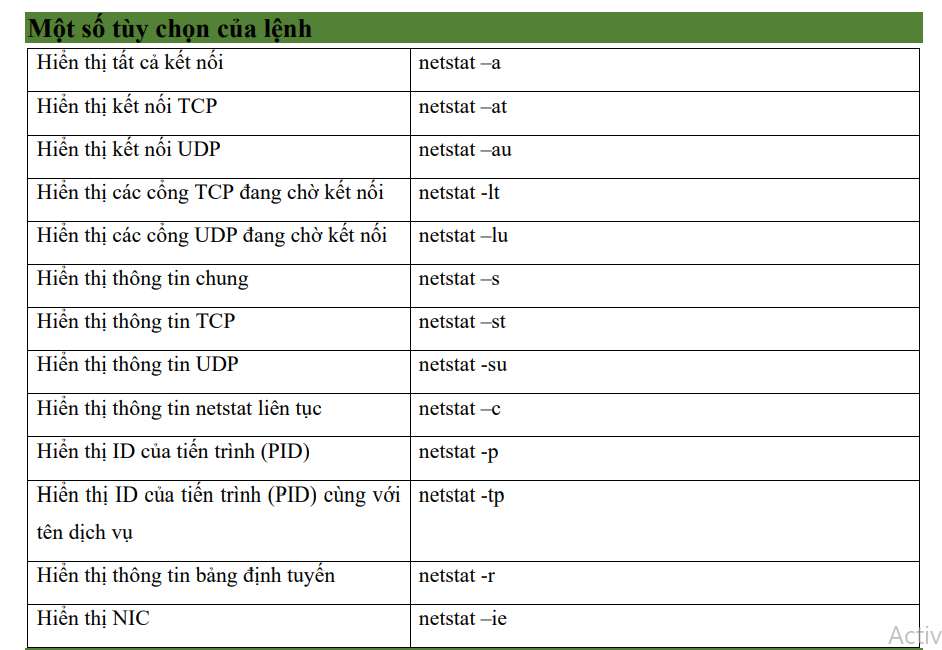 Một số tùy chọn của lệnh
Hiển thị tất cả kết nối netstat –a
Hiển thị kết nối TCP netstat –at
Hiển thị kết nối UDP netstat –au
Hiển thị các cổng TCP đang chờ kết nối netstat -lt
Hiển thị các cổng UDP đang chờ kết nối netstat –lu
Hiển thị thông tin chung netstat –s
Hiển thị thông tin TCP netstat –st
Hiển thị thông tin UDP netstat -su
Hiển thị thông tin netstat liên tục netstat –c
Hiển thị ID của tiến trình (PID) netstat -p
Hiển thị ID của tiến trình (PID) cùng với netstat -tp
tên dịch vụ
Hiển thị thông tin bảng định tuyến netstat -r
Hiển thị NIC netstat –ie
Activ